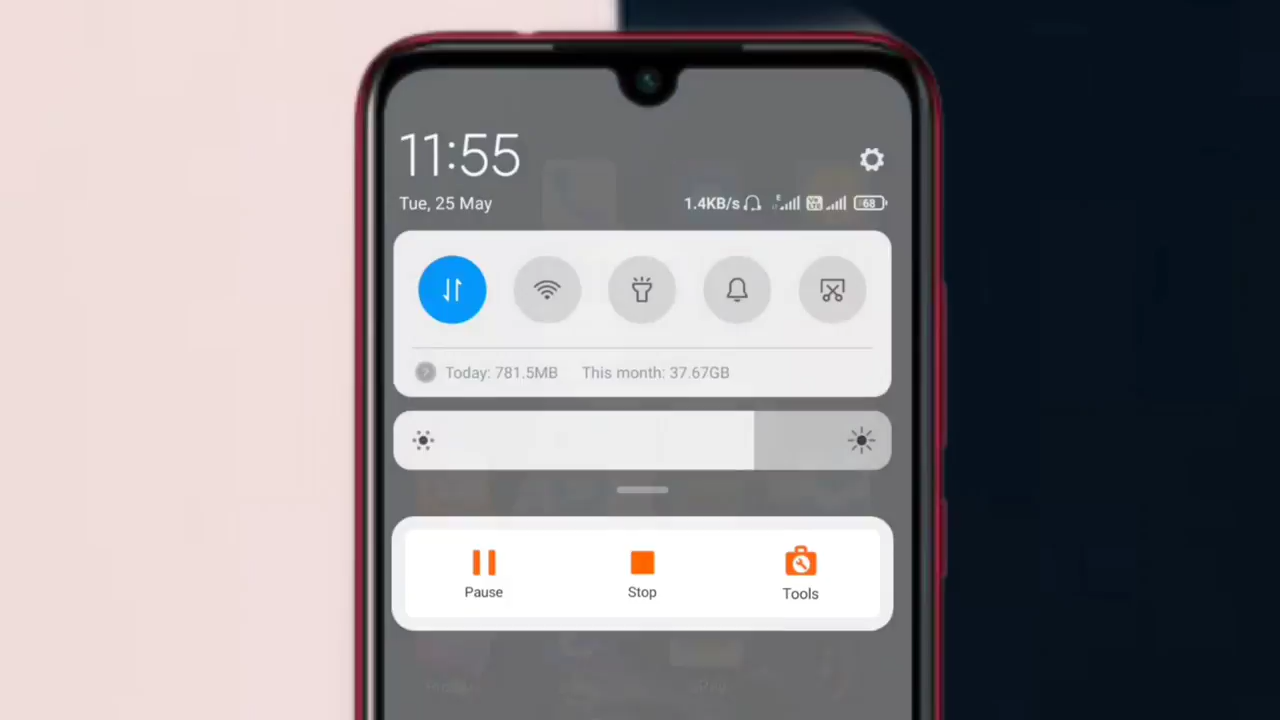 11:55
Tue, 25 May
1.4KB/s 68
Today: 781.5MB This month: 37.67GB
Pause Stop Tools